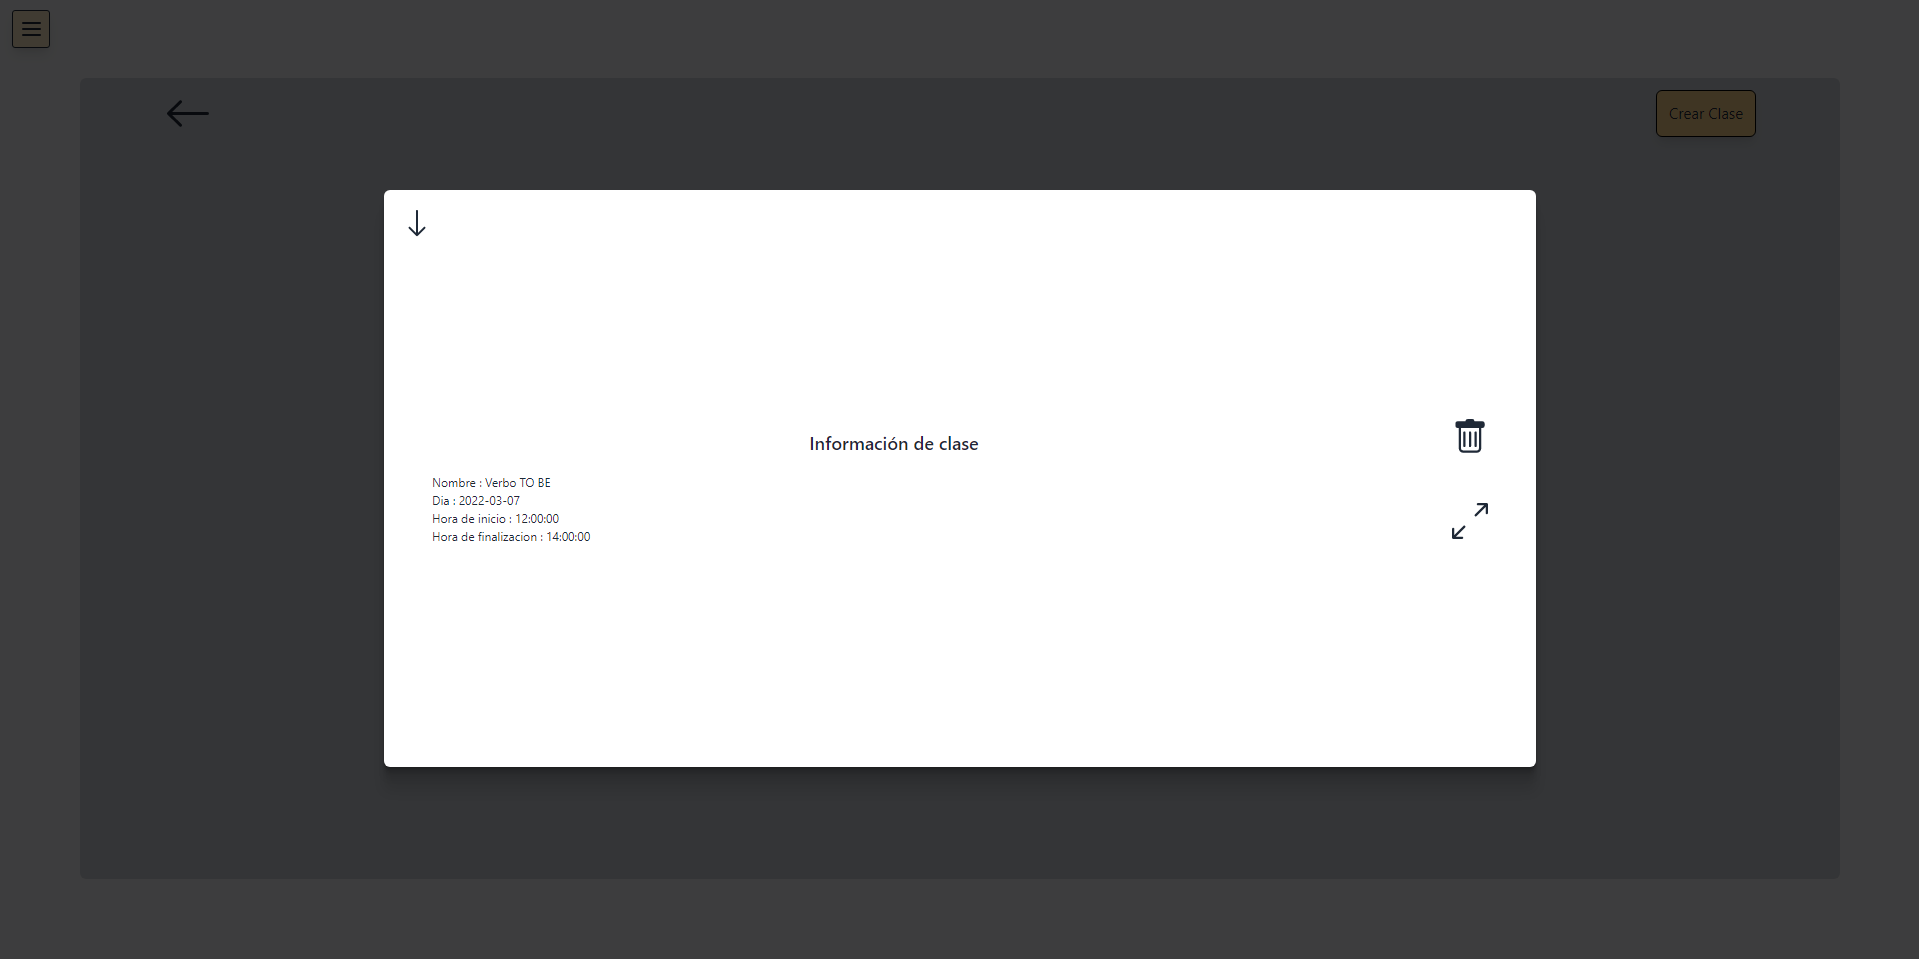 Crear Clase
Información de clase
Nombre : Verbo TO BE
Dia : 2022-03-07
Hora de inicio : 12:00:00
Hora de finalizacion : 14:00:00